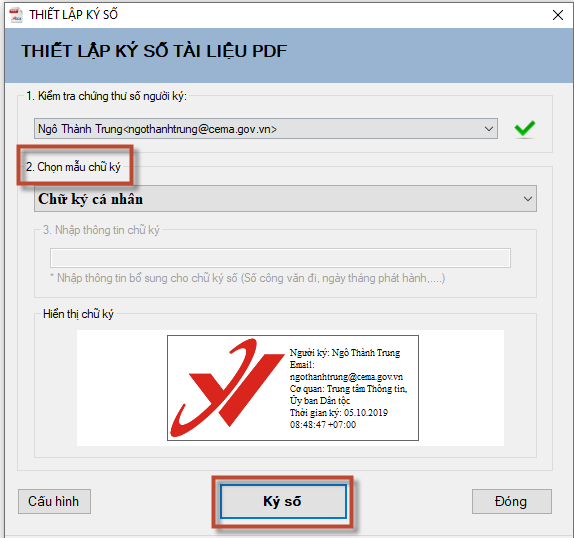 THIẾT LẬP KÝ SỐ
THIẾT LẬP KÝ SỐ TÀI LIỆU PDF
1. Kiểm tra chứng thư số người ký:
Ngô Thành Trung<ngothanhtrung@cema.gov.vn>
2. Chọn mẫu chữ ký
Chữ ký cá nhân
3. Nhập thông tin chữ ký
* Nhập thông tin bổ sung cho chữ ký số (Số công văn đi, ngày tháng phát hành,....)
Hiển thị chữ ký
Người ký: Ngô Thành Trung
Email:
ngothanhtrung@cema.gov.vn
Cơ quan: Trung tâm Thông tin,
Ủy ban Dân tộc
Thời gian ký: 05.10.2019
08:48:47 +07:00
Cấu hình
Ký số
Đóng